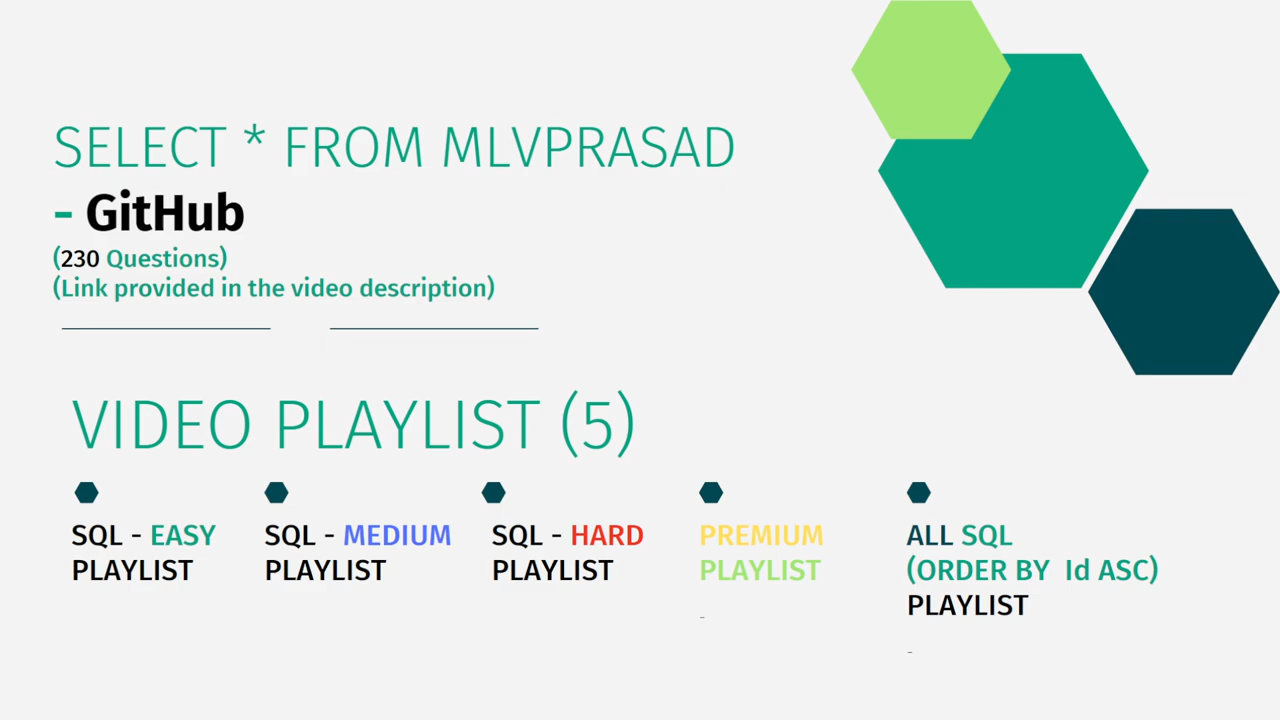 SELECT * FROM MLVPRASAD
- GitHub
(230 Questions)
(Link provided in the video description)
VIDEO PLAYLIST (5)
SQL - EASY
PLAYLIST
SQL - MEDIUM
PLAYLIST
SQL - HARD
PLAYLIST
PREMIUM
PLAYLIST
-
ALL SQL
(ORDER BY  Id ASC)
PLAYLIST
-